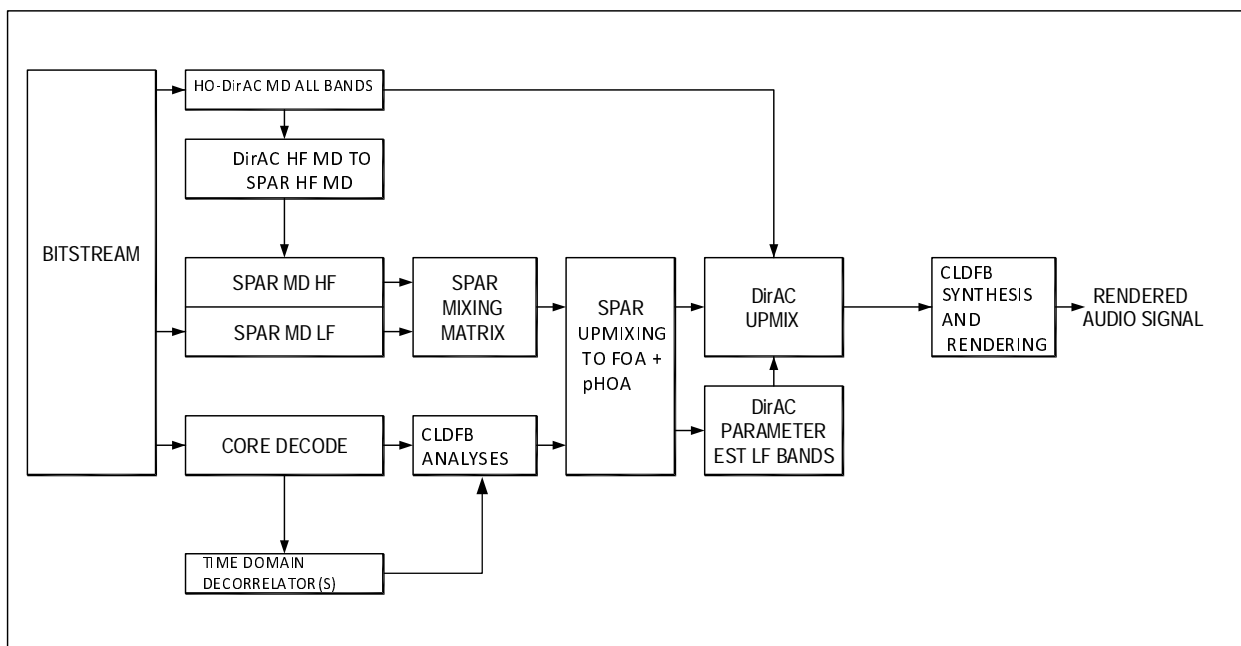 HO-DirAC MD ALL BANDS
DirAC HF MD TO
SPAR HF MD
BITSTREAM
SPAR MD HF
SPAR MD LF
SPAR
MIXING
MATRIX
SPAR
UPMIXING
TO FOA +
pHOA
DirAC
UPMIX
CLDFB
SYNTHESIS
AND
RENDERING
RENDERED
AUDIO SIGNAL
CORE DECODE
CLDFB
ANALYSES
DirAC
PARAMETER
EST LF BANDS
TIME DOMAIN
DECORRELATOR(S)